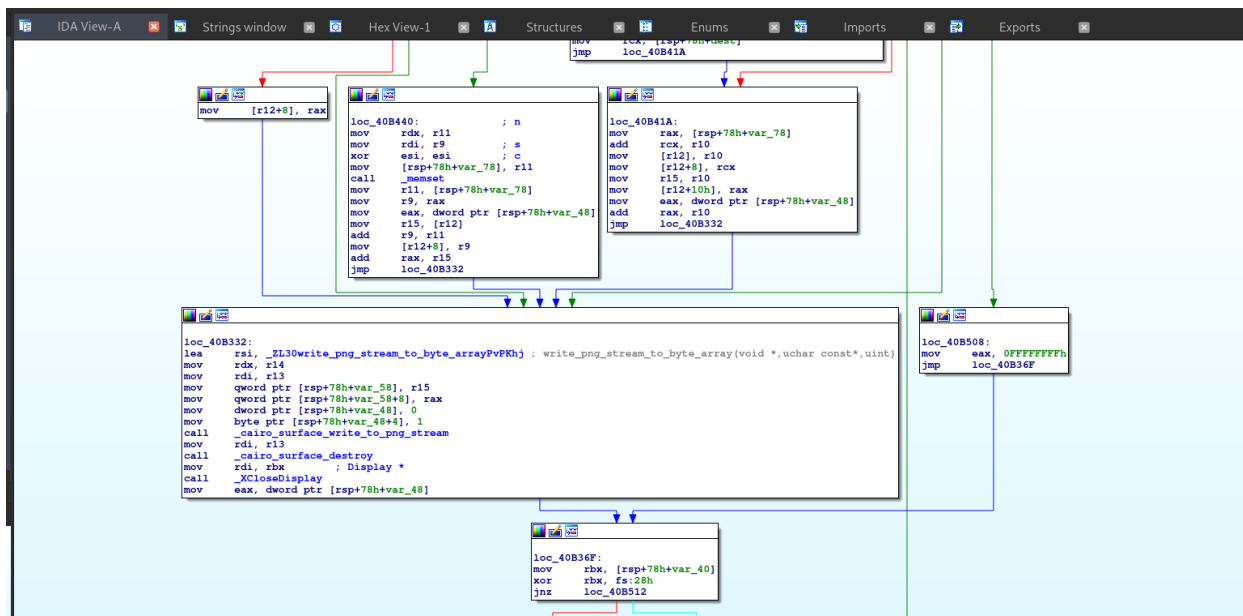 IDA View-A Strings window Hex View-1 Structures Enums Imports Exports
mov rcx, [rsp+78h+dest]
jmp loc_40B41A
mov [r12+8], rax
loc_40B440: ; n
mov rdx, r11
mov rdi, r9 ; s
xor esi, esi ; c
mov [rsp+78h+var_78], r11
call _memset
mov r11, [rsp+78h+var_78]
mov r9, rax
mov eax, dword ptr [rsp+78h+var_48]
mov r15, [r12]
add r9, r11
mov [r12+8], r9
add rax, r15
jmp loc_40B332
loc_40B41A:
mov rax, [rsp+78h+var_78]
add rcx, r10
mov [r12], r10
mov [r12+8], rcx
mov r15, r10
mov [r12+10h], rax
mov eax, dword ptr [rsp+78h+var_48]
add rax, r10
jmp loc_40B332
loc_40B332:
lea rsi, _ZL30write_png_stream_to_byte_arrayPvPKhj ; write_png_stream_to_byte_array(void *,uchar const*,uint)
mov rdx, r14
mov rdi, r13
mov qword ptr [rsp+78h+var_58], r15
mov qword ptr [rsp+78h+var_58+8], rax
mov dword ptr [rsp+78h+var_48], 0
mov byte ptr [rsp+78h+var_48+4], 1
call _cairo_surface_write_to_png_stream
mov rdi, r13
call _cairo_surface_destroy
mov rdi, rbx ; Display *
call _XCloseDisplay
mov eax, dword ptr [rsp+78h+var_48]
loc_40B508:
mov eax, 0FFFFFFFFh
jmp loc_40B36F
loc_40B36F:
mov rbx, [rsp+78h+var_40]
xor rbx, fs:28h
jnz loc_40B512